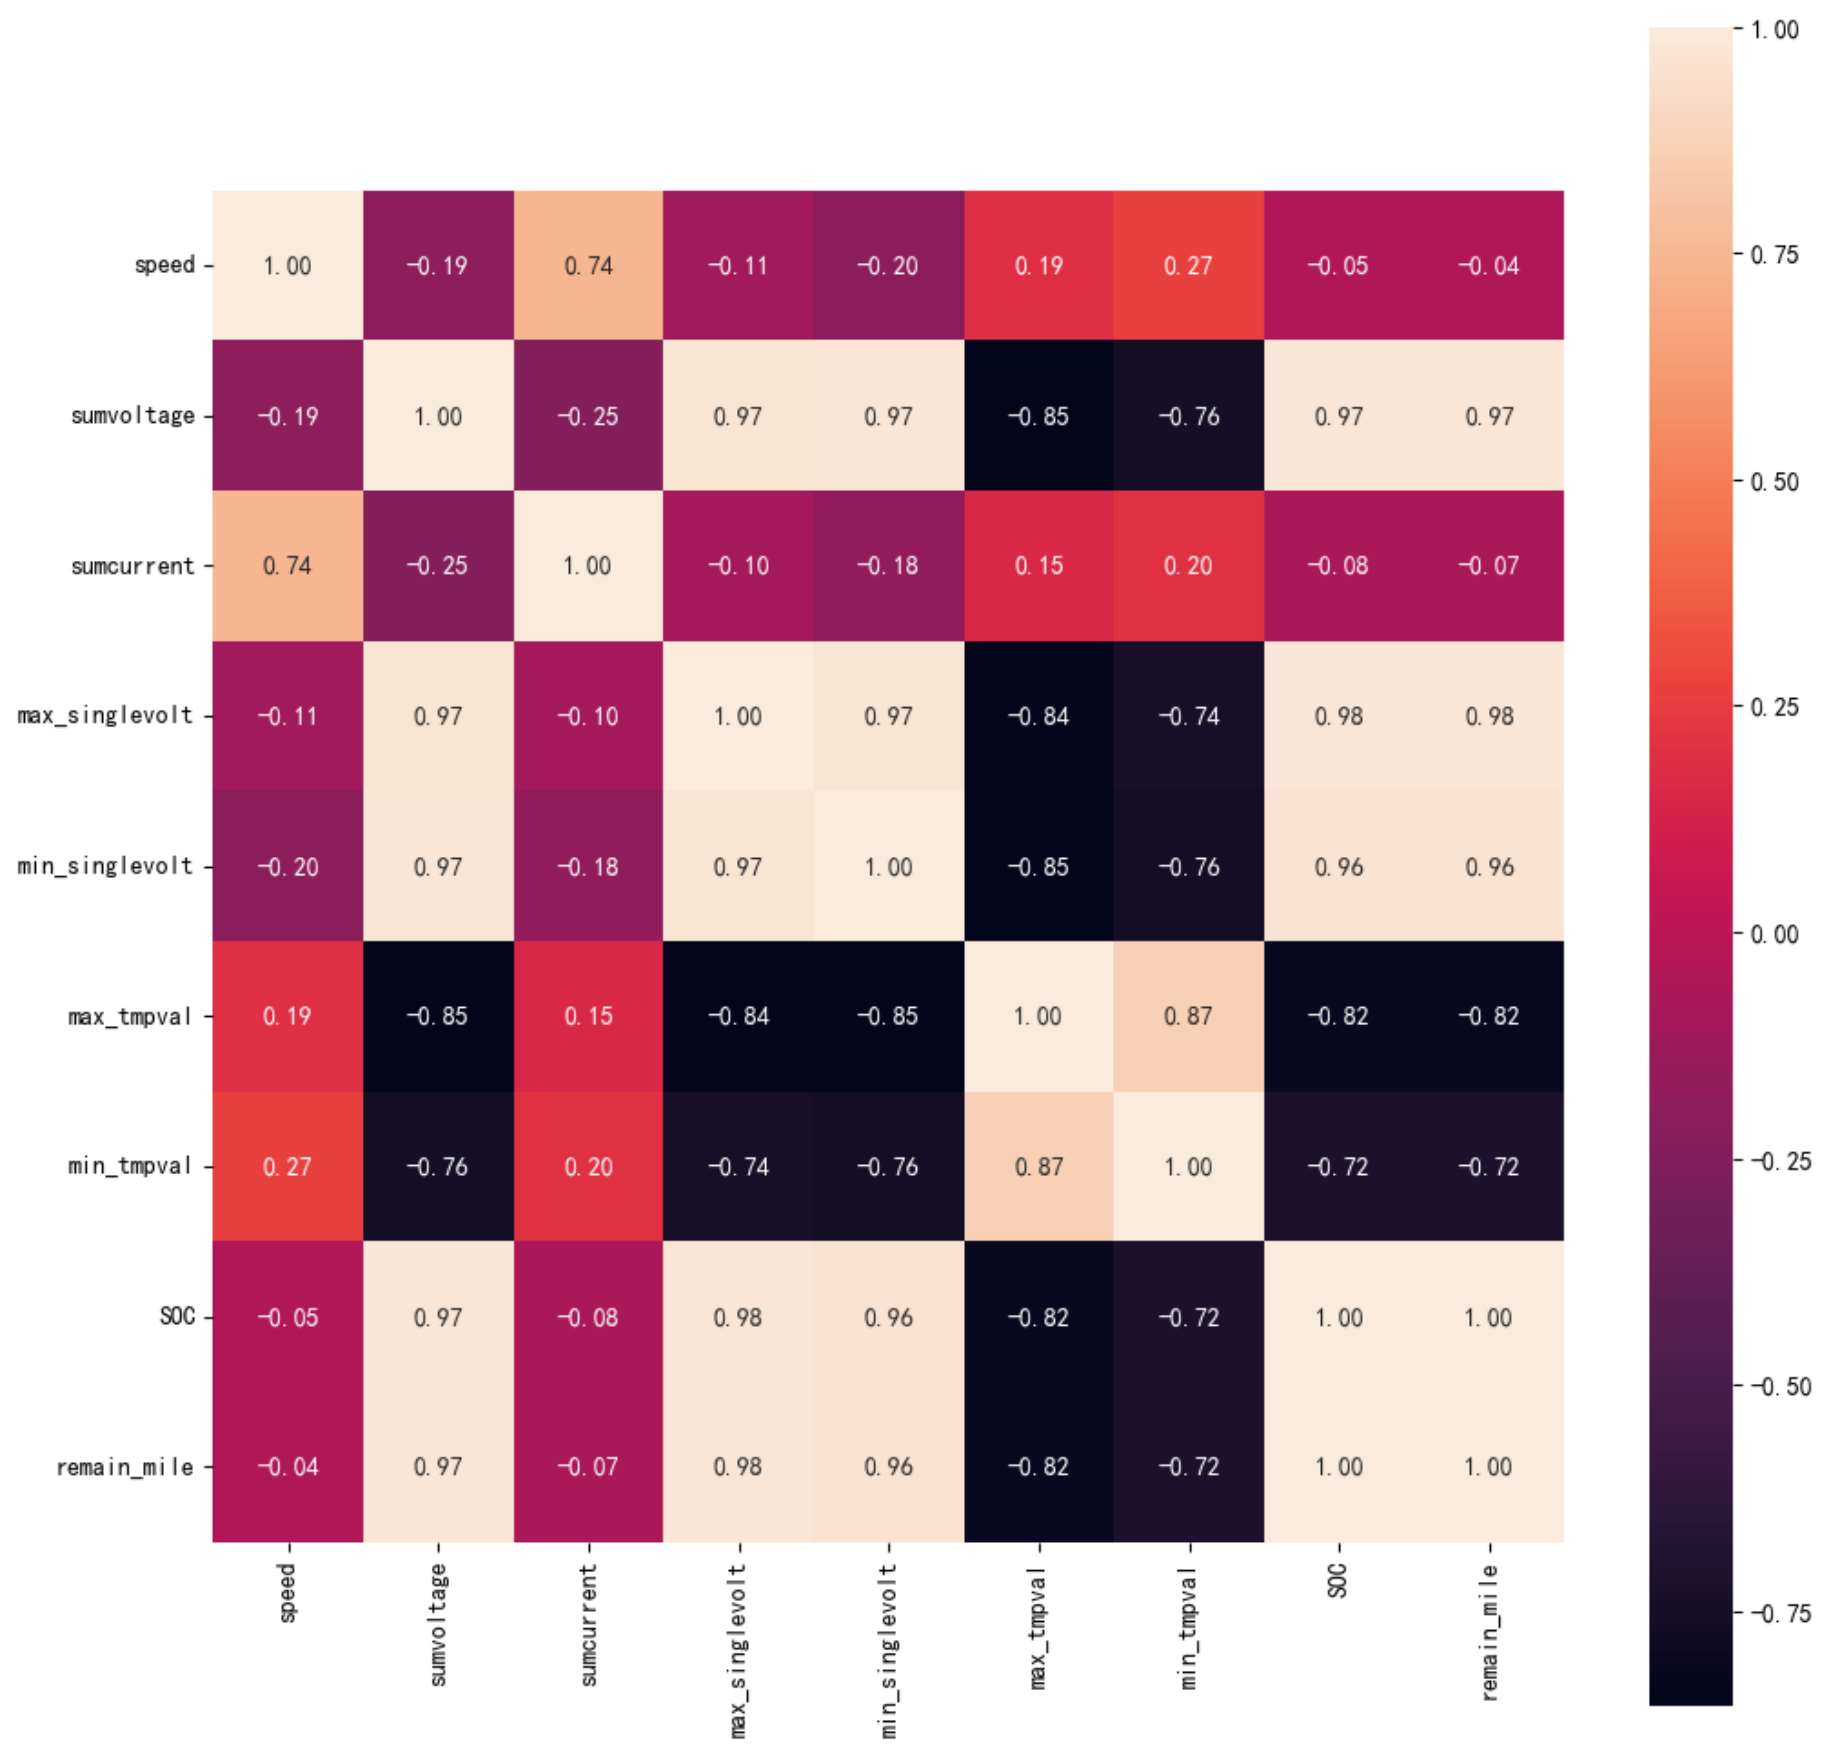 1.00
speed 1.00 -0.19 0.74 -0.11 -0.20 0.19 0.27 -0.05 -0.04
0.75
sumvoltage -0.19 1.00 -0.25 0.97 0.97 -0.85 -0.76 0.97 0.97
0.50
sumcurrent 0.74 -0.25 1.00 -0.10 -0.18 0.15 0.20 -0.08 -0.07
max_singlevolt -0.11 0.97 -0.10 1.00 0.97 -0.84 -0.74 0.98 0.98
0.25
min_singlevolt -0.20 0.97 -0.18 0.97 1.00 -0.85 -0.76 0.96 0.96
0.00
max_tmpval 0.19 -0.85 0.15 -0.84 -0.85 1.00 0.87 -0.82 -0.82
min_tmpval 0.27 -0.76 0.20 -0.74 -0.76 0.87 1.00 -0.72 -0.72
-0.25
SOC -0.05 0.97 -0.08 0.98 0.96 -0.82 -0.72 1.00 1.00
-0.50
remain_mile -0.04 0.97 -0.07 0.98 0.96 -0.82 -0.72 1.00 1.00
-0.75
speed
sumvoltage
sumcurrent
max_singlevolt
min_singlevolt
max_tmpval
min_tmpval
SOC
remain_mile